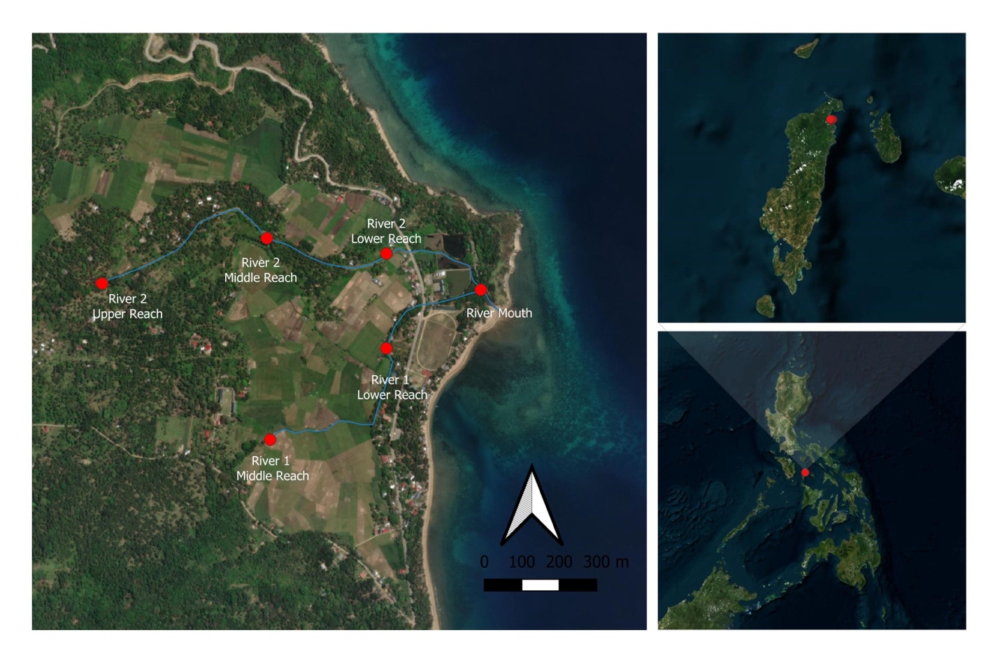 River 2
Lower Reach
River 2
Middle Reach
River 2
Upper Reach
River Mouth
River 1
Lower Reach
River 1
Middle Reach
0 100 200 300 m